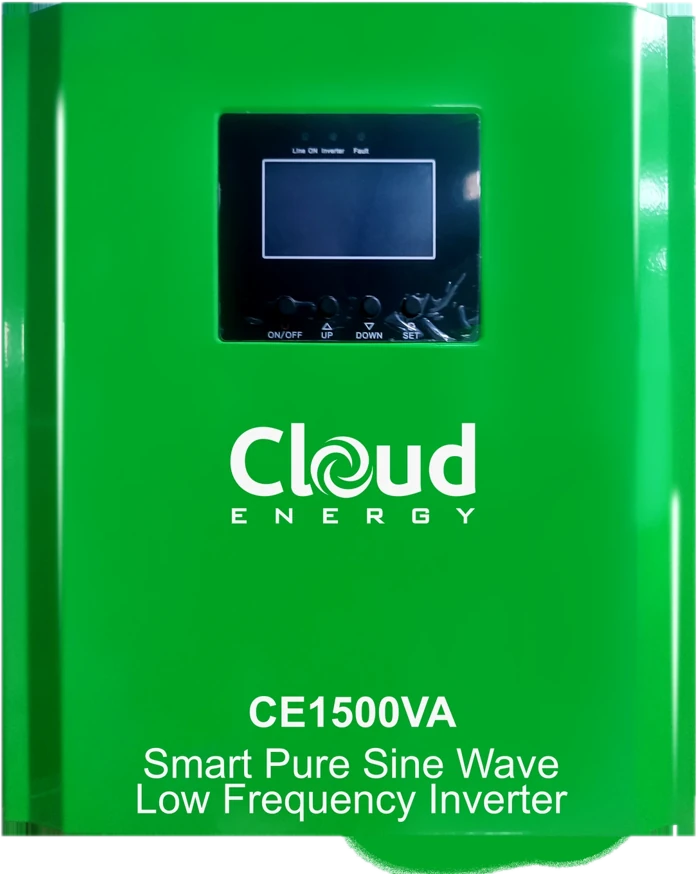 Line ON Inverter Fault
ON/OFF UP DOWN SET
Cloud
ENERGY
CE1500VA
Smart Pure Sine Wave
Low Frequency Inverter